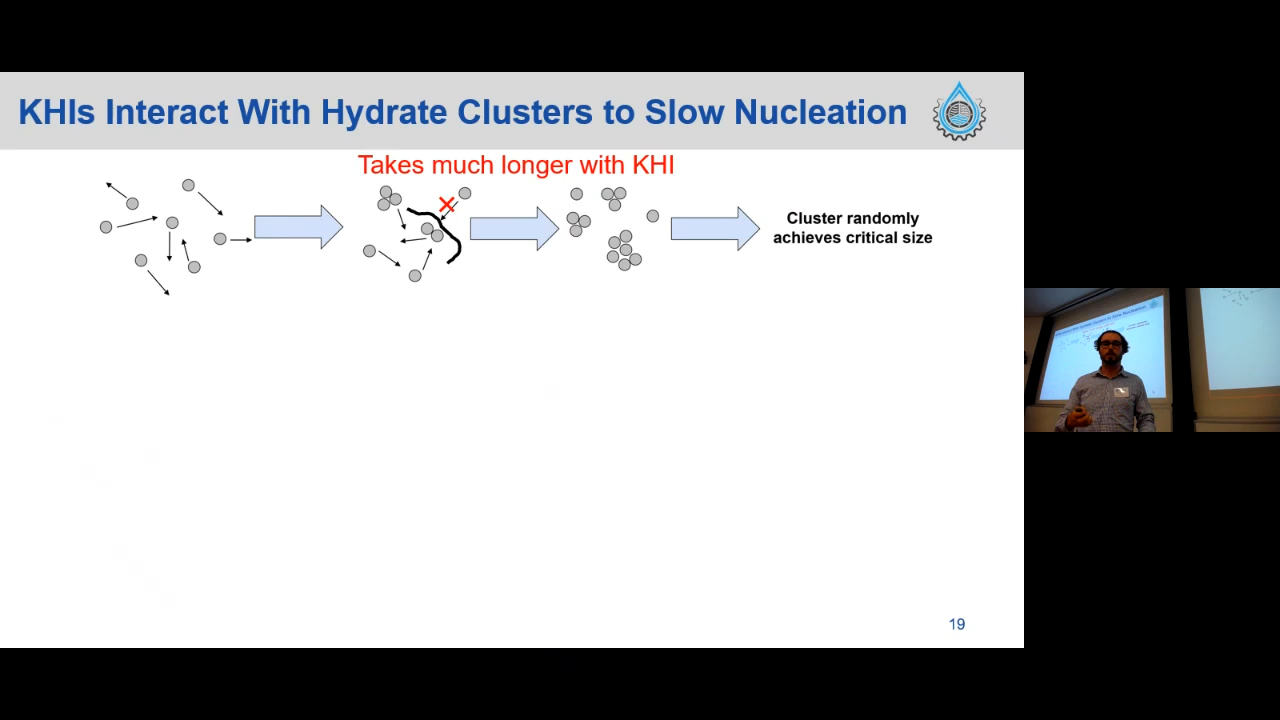 KHIs Interact With Hydrate Clusters to Slow Nucleation
Takes much longer with KHI
Cluster randomly
achieves critical size
19